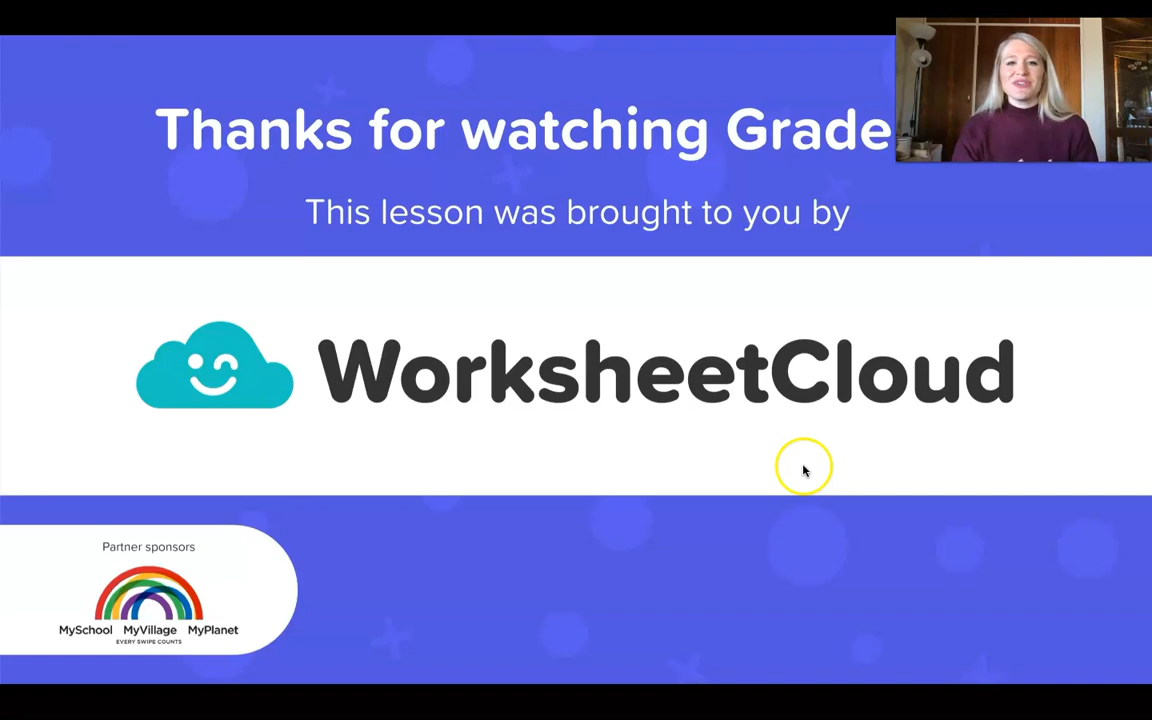 Thanks for watching Grade
This lesson was brought to you by
WorksheetCloud
Partner sponsors
MySchool MyVillage MyPlanet
EVERY SWIPE COUNTS